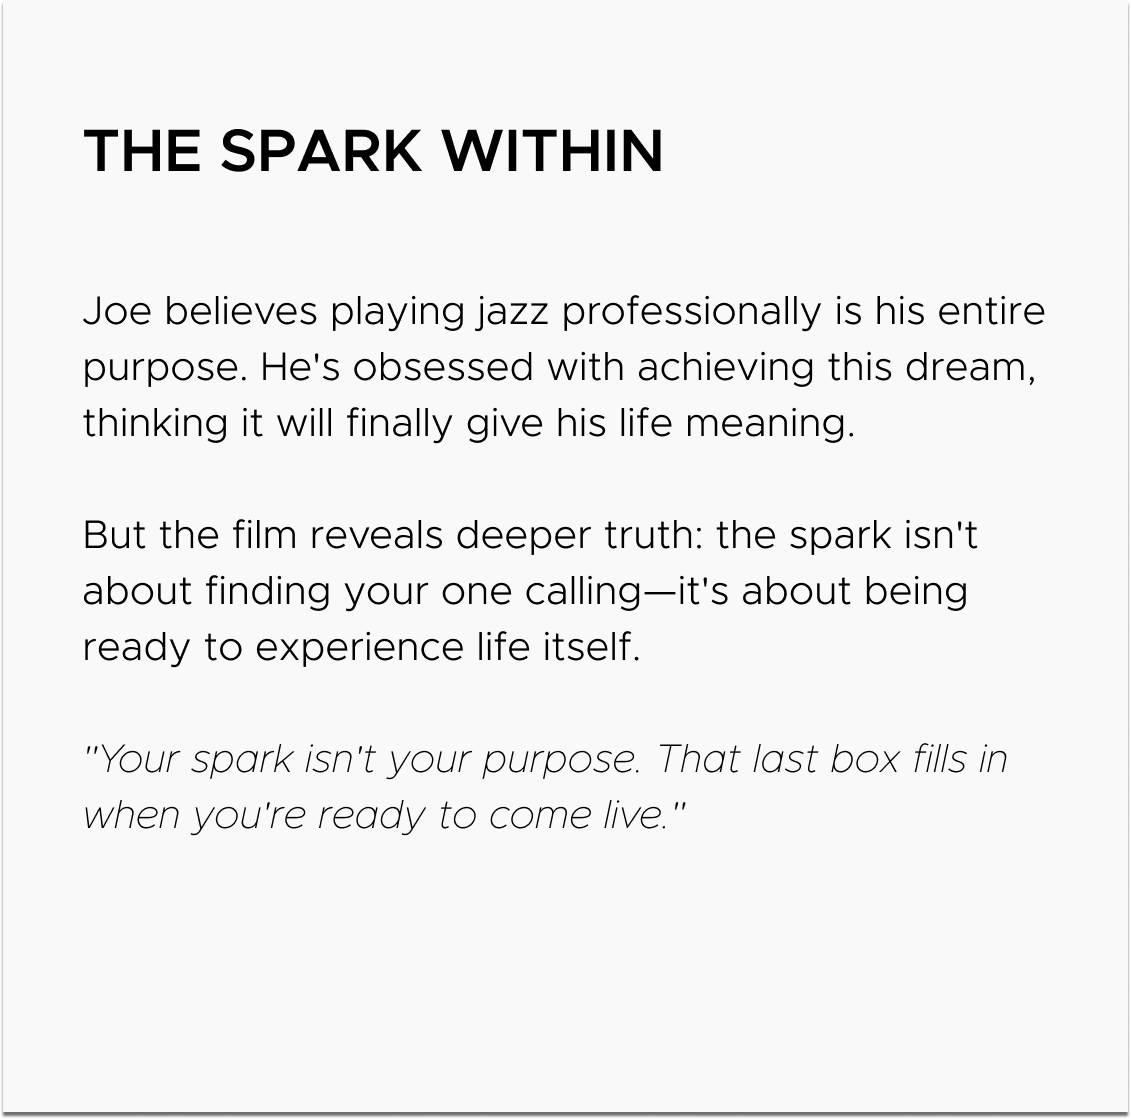 THE SPARK WITHIN
Joe believes playing jazz professionally is his entire
purpose. He's obsessed with achieving this dream,
thinking it will finally give his life meaning.
But the film reveals deeper truth: the spark isn't
about finding your one calling—it's about being
ready to experience life itself.
"Your spark isn't your purpose. That last box fills in
when you're ready to come live."